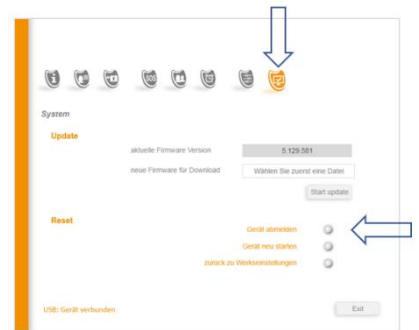 System
Update
aktuelle Firmware Version 5.129.581
neue Firmware für Download Wählen Sie zuerst eine Datei
Start update
Reset
Gerät abmelden
Gerät neu starten
zurück zu Werkseinstellungen
USB: Gerät verbunden Exit